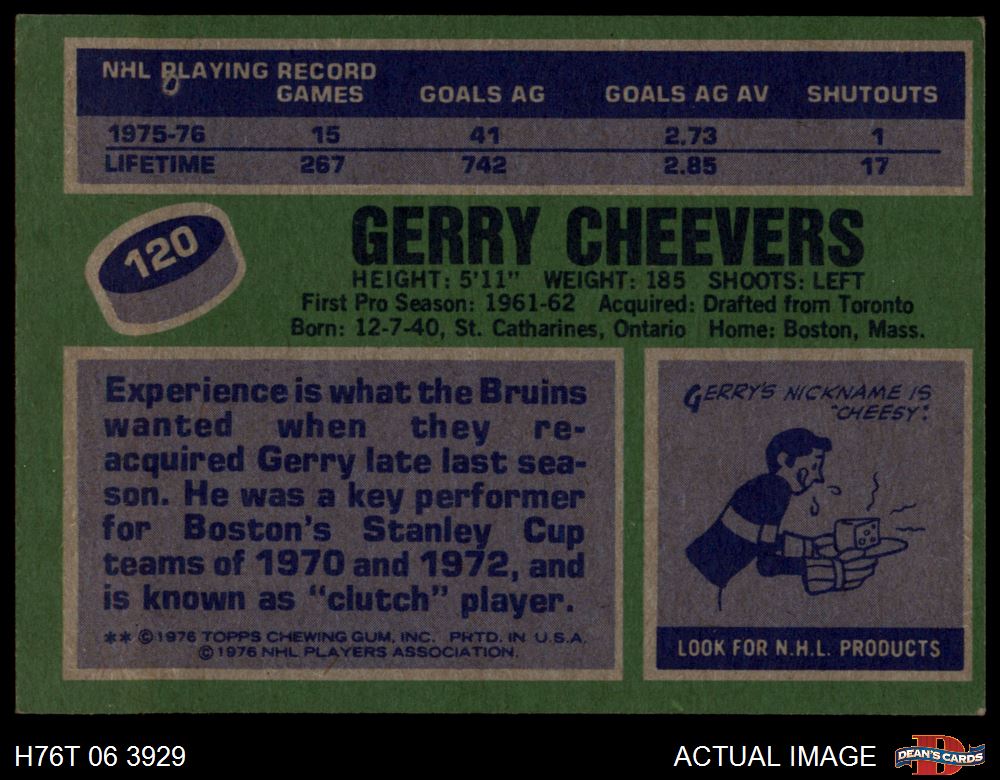 NHL PLAYING RECORD
GAMES GOALS AG GOALS AG AV SHUTOUTS
1975-76 15 41 2.73 1
LIFETIME 267 742 2.85 17
120
GERRY CHEEVERS
HEIGHT: 5'11" WEIGHT: 185 SHOOTS: LEFT
First Pro Season: 1961-62 Acquired: Drafted from Toronto
Born: 12-7-40, St. Catharines, Ontario Home: Boston, Mass.
Experience is what the Bruins
wanted when they re-
acquired Gerry late last sea-
son. He was a key performer
for Boston's Stanley Cup
teams of 1970 and 1972, and
is known as "clutch" player.
** ©1976 TOPPS CHEWING GUM, INC. PRTD. IN U.S.A.
©1976 NHL PLAYERS ASSOCIATION.
GERRY'S NICKNAME IS
"CHEESY".
LOOK FOR N.H.L. PRODUCTS
H76T 06 3929
ACTUAL IMAGE
DEAN'S CARDS